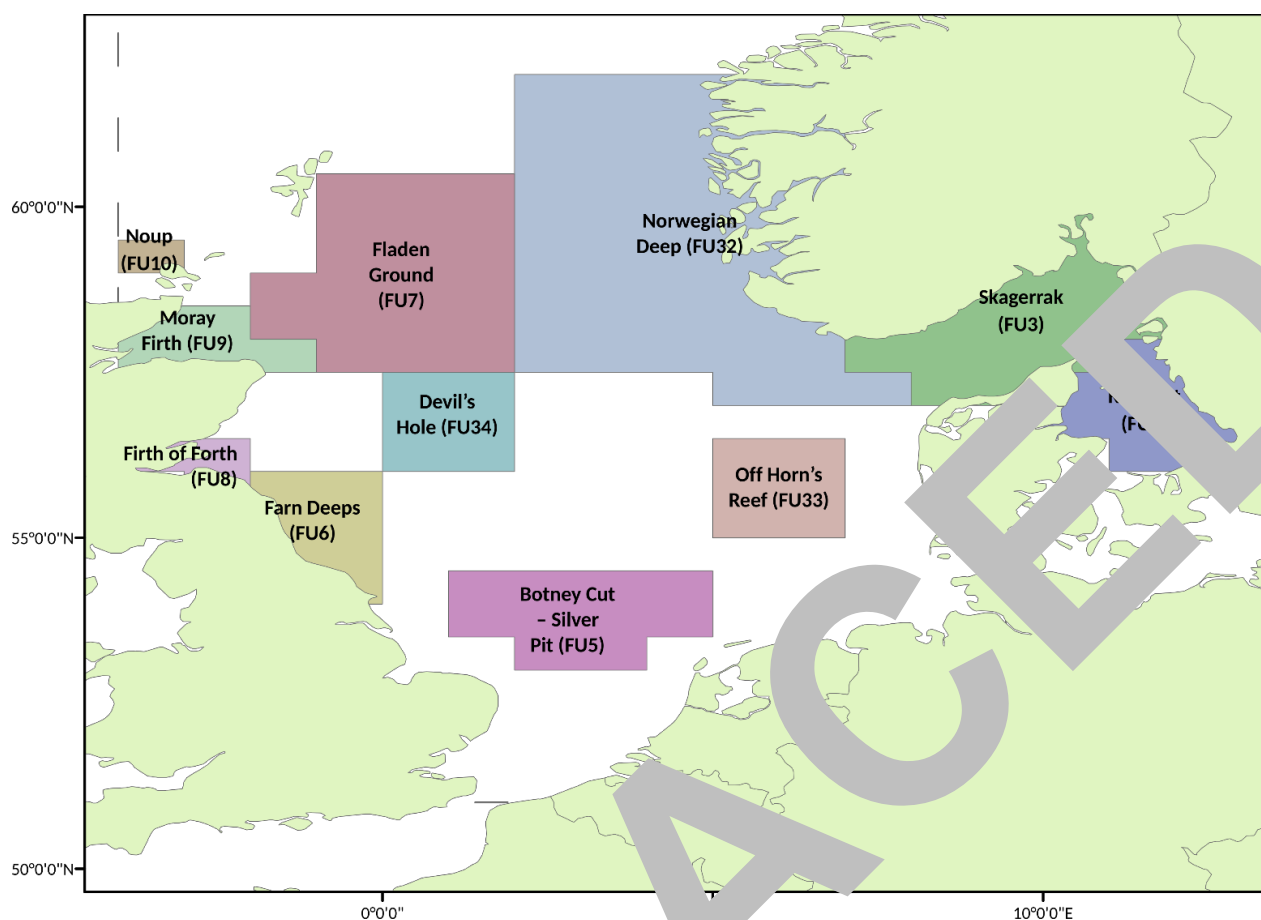 60°0'0"N
Noup
(FU10)
Fladen
Ground
(FU7)
Norwegian
Deep (FU32)
Skagerrak
(FU3)
Moray
Firth (FU9)
Devil's
Hole (FU34)
Firth of Forth
(FU8)
Farn Deeps
(FU6)
Off Horn's
Reef (FU33)
55°0'0"N
Botney Cut
– Silver
Pit (FU5)
50°0'0"N
0°0'0"
10°0'0"E
ACED